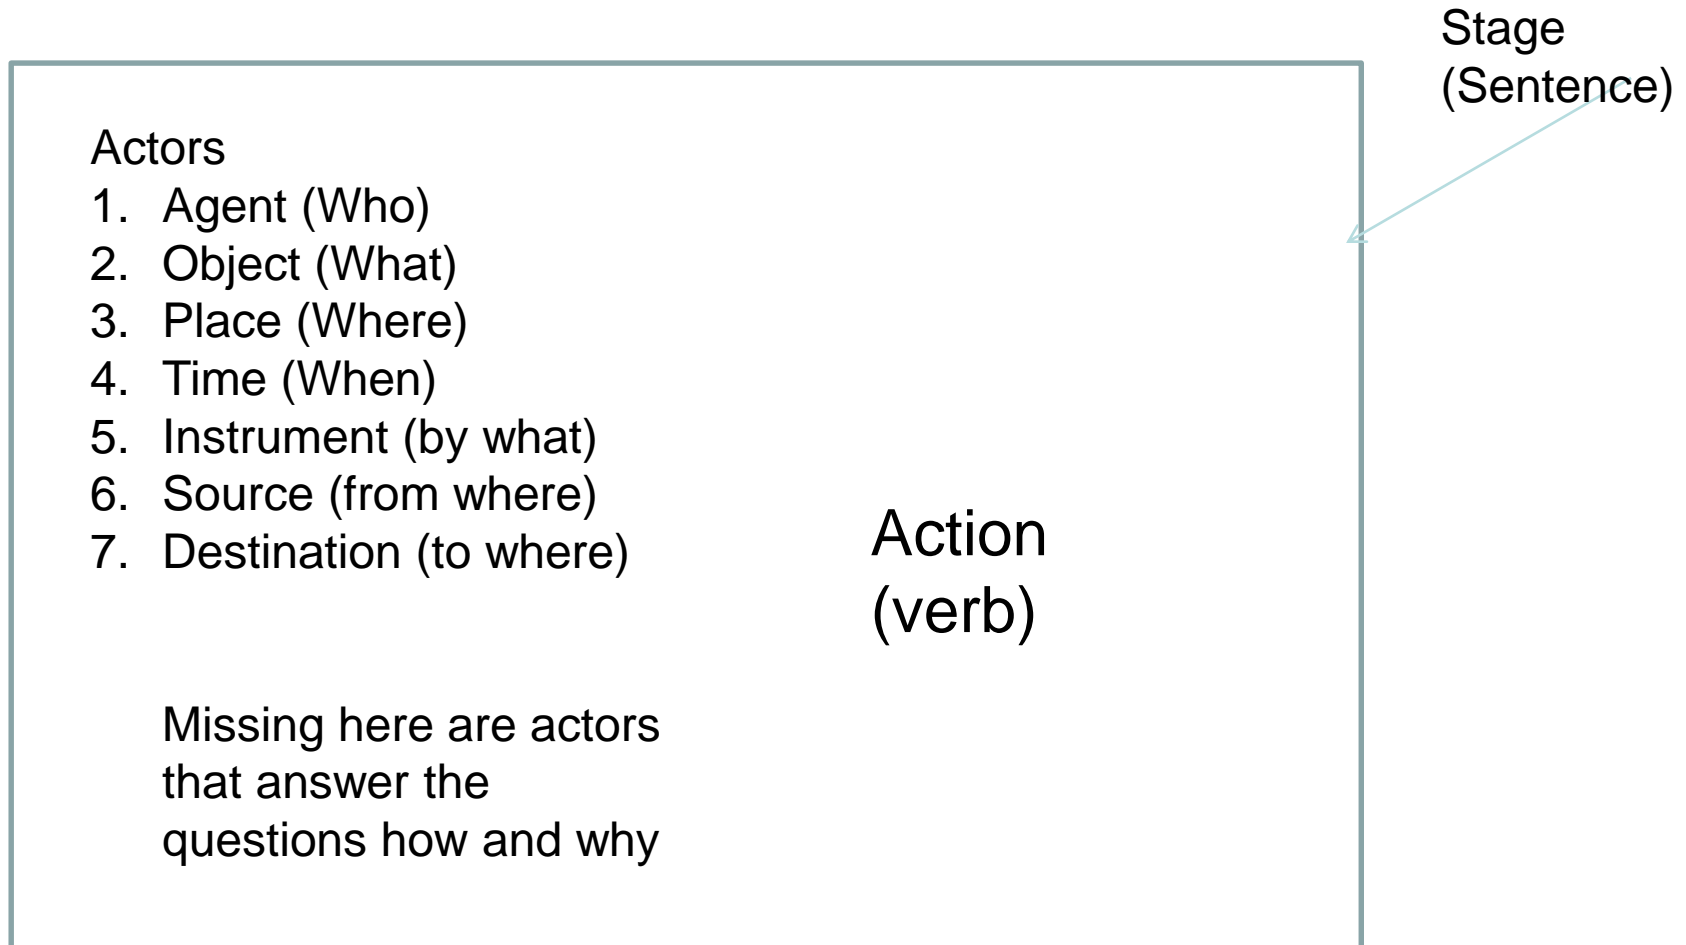 Stage
(Sentence)
Actors
1. Agent (Who)
2. Object (What)
3. Place (Where)
4. Time (When)
5. Instrument (by what)
6. Source (from where)
7. Destination (to where)
Action
(verb)
Missing here are actors
that answer the
questions how and why